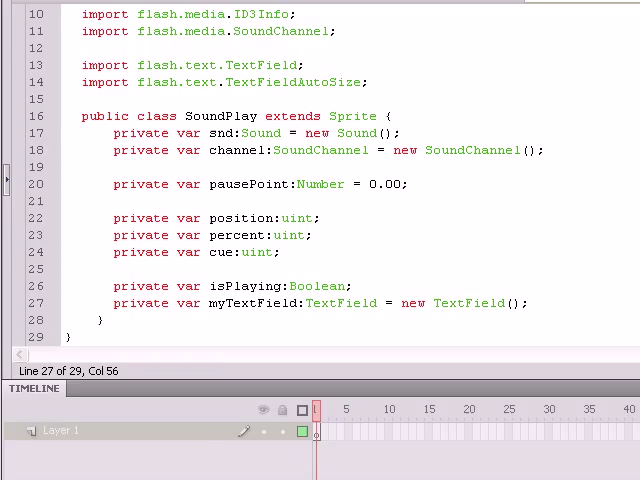 10 import flash.media.ID3Info;
11 import flash.media.SoundChannel;
12
13 import flash.text.TextField;
14 import flash.text.TextFieldAutoSize;
15
16 public class SoundPlay extends Sprite {
17 private var snd:Sound = new Sound();
18 private var channel:SoundChannel = new SoundChannel();
19
20 private var pausePoint:Number = 0.00;
21
22 private var position:uint;
23 private var percent:uint;
24 private var cue:uint;
25
26 private var isPlaying:Boolean;
27 private var myTextField:TextField = new TextField();
28 }
29 }
Line 27 of 29, Col 56
TIMELINE
1 5 10 15 20 25 30 35 40
Layer 1